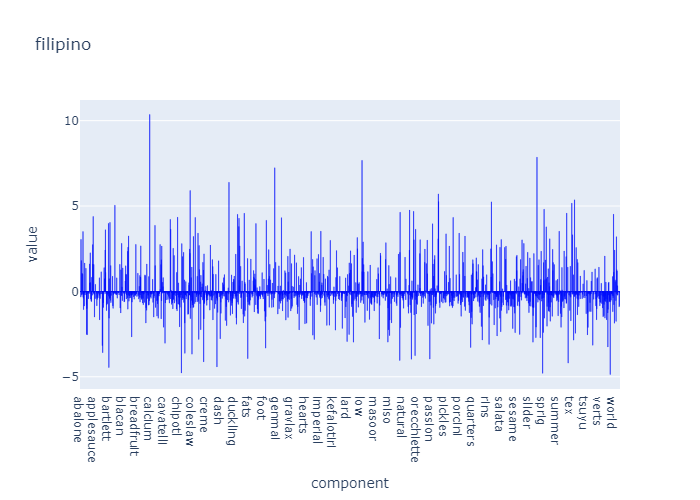 filipino
value
10
5
0
−5
abalone
applesauce
bartlett
blacan
breadfruit
calcium
cavatelli
chipotl
coleslaw
creme
dash
duckling
fats
foot
genmai
gravlax
hearts
imperial
kefalotiri
lard
low
masoor
miso
natural
orecchiette
passion
pickles
porcini
quarters
rins
salata
sesame
slider
sprig
summer
tex
tsuyu
verts
world
component